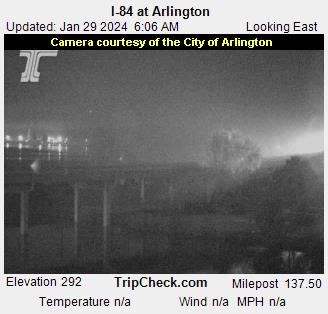 I-84 at Arlington
Updated: Jan 29 2024 6:06 AM Looking East
Camera courtesy of the City of Arlington
Elevation 292 TripCheck.com Milepost 137.50
Temperature n/a Wind n/a MPH n/a